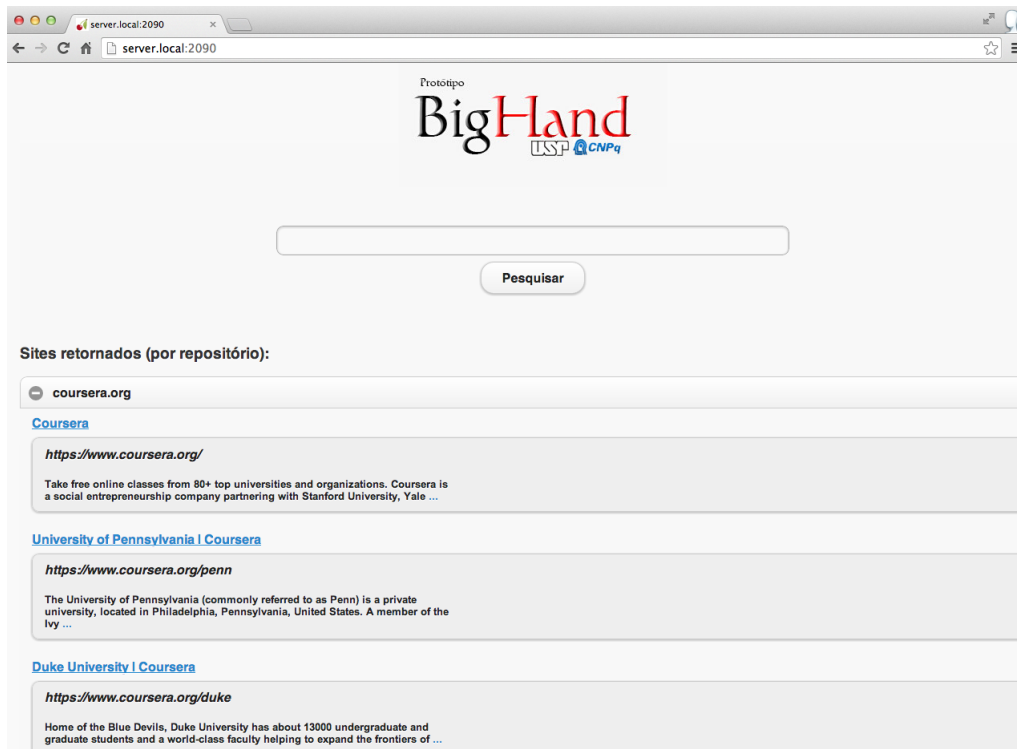 server.local:2090
server.local:2090
Protótipo
BigHand
USP CNPq
Pesquisar
Sites retornados (por repositório):
coursera.org
Coursera
https://www.coursera.org/
Take free online classes from 80+ top universities and organizations. Coursera is
a social entrepreneurship company partnering with Stanford University, Yale ...
University of Pennsylvania | Coursera
https://www.coursera.org/penn
The University of Pennsylvania (commonly referred to as Penn) is a private
university, located in Philadelphia, Pennsylvania, United States. A member of the
Ivy ...
Duke University | Coursera
https://www.coursera.org/duke
Home of the Blue Devils, Duke University has about 13000 undergraduate and
graduate students and a world-class faculty helping to expand the frontiers of ...